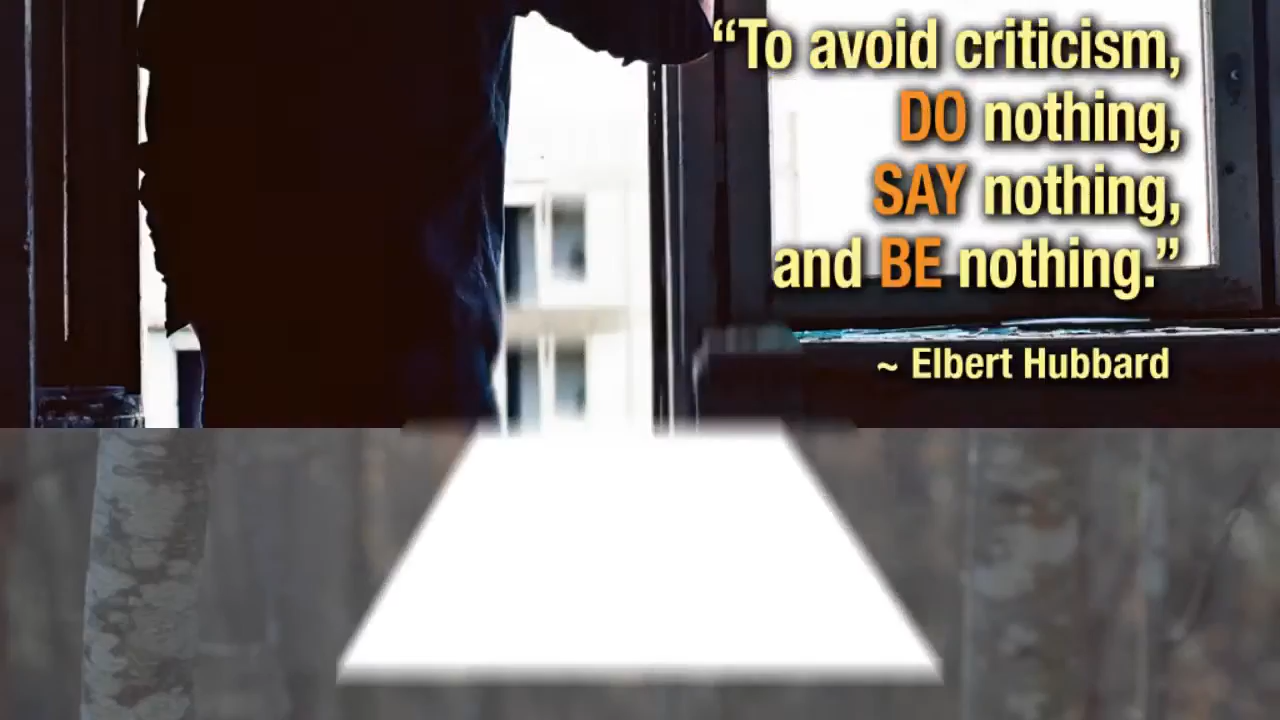 “To avoid criticism,
DO nothing,
SAY nothing,
and BE nothing.”
~ Elbert Hubbard